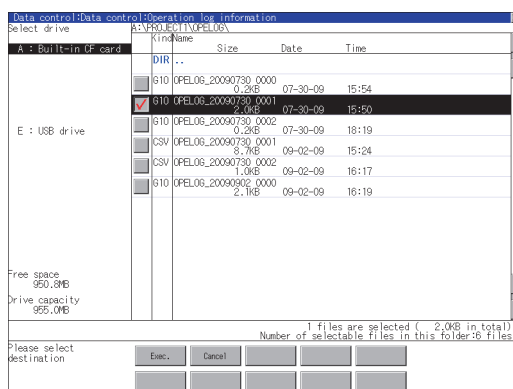 Data control:Data control:Operation log information
Select drive A:\PROJECT1\OPELOG\
Kind Name
Size Date Time
A : Built-in CF card
DIR ..
G10 OPELOG_20090730_0000
0.2KB 07-30-09 15:54
G10 OPELOG_20090730_0001
2.0KB 07-30-09 15:50
G10 OPELOG_20090730_0002
0.2KB 07-30-09 18:19
E : USB drive
CSV OPELOG_20090730_0001
8.7KB 09-02-09 15:24
CSV OPELOG_20090730_0002
1.0KB 09-02-09 16:17
G10 OPELOG_20090902_0000
2.1KB 09-02-09 16:19
Free space
950.8MB
Drive capacity
955.0MB
1 files are selected ( 2.0KB in total)
Number of selectable files in this folder:6 files
Please select
destination
Exec. Cancel